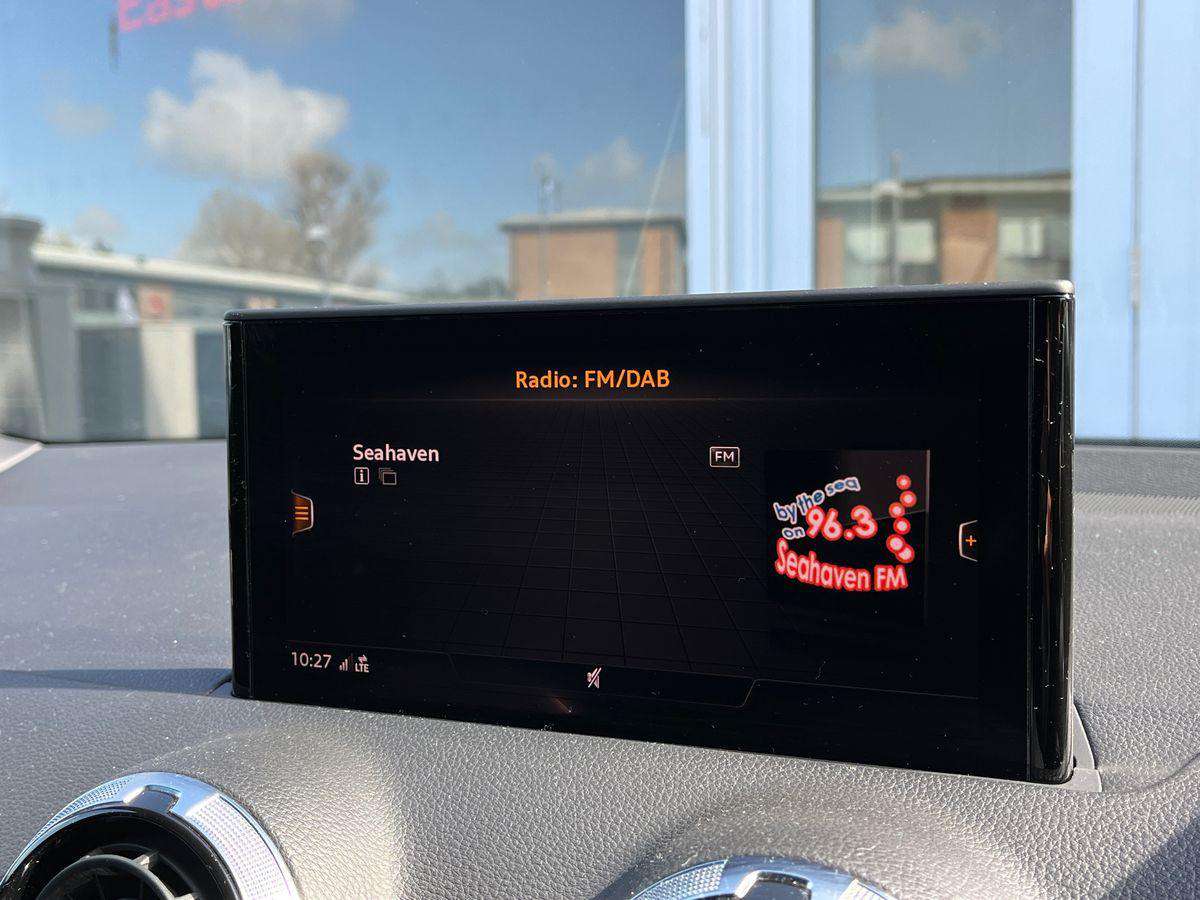 Radio: FM/DAB
Seahaven
FM
by the sea
on 96.3
Seahaven FM
10:27
LTE